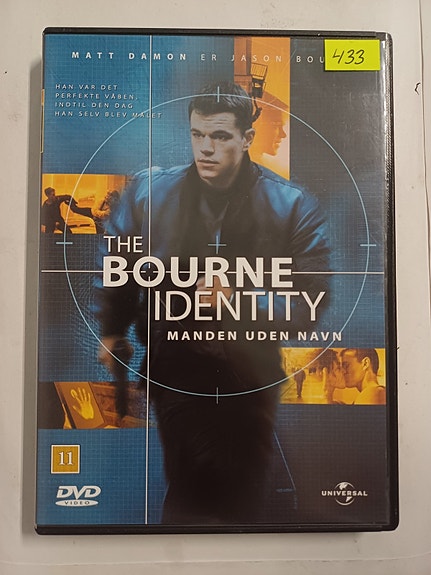 MATT DAMON ER JASON BOU
433
HAN VAR DET
PERFEKTE VÅBEN,
INDTIL DEN DAG
HAN SELV BLEV MÅLET
THE
BOURNE
IDENTITY
MANDEN UDEN NAVN
11
DVD
VIDEO
UNIVERSAL